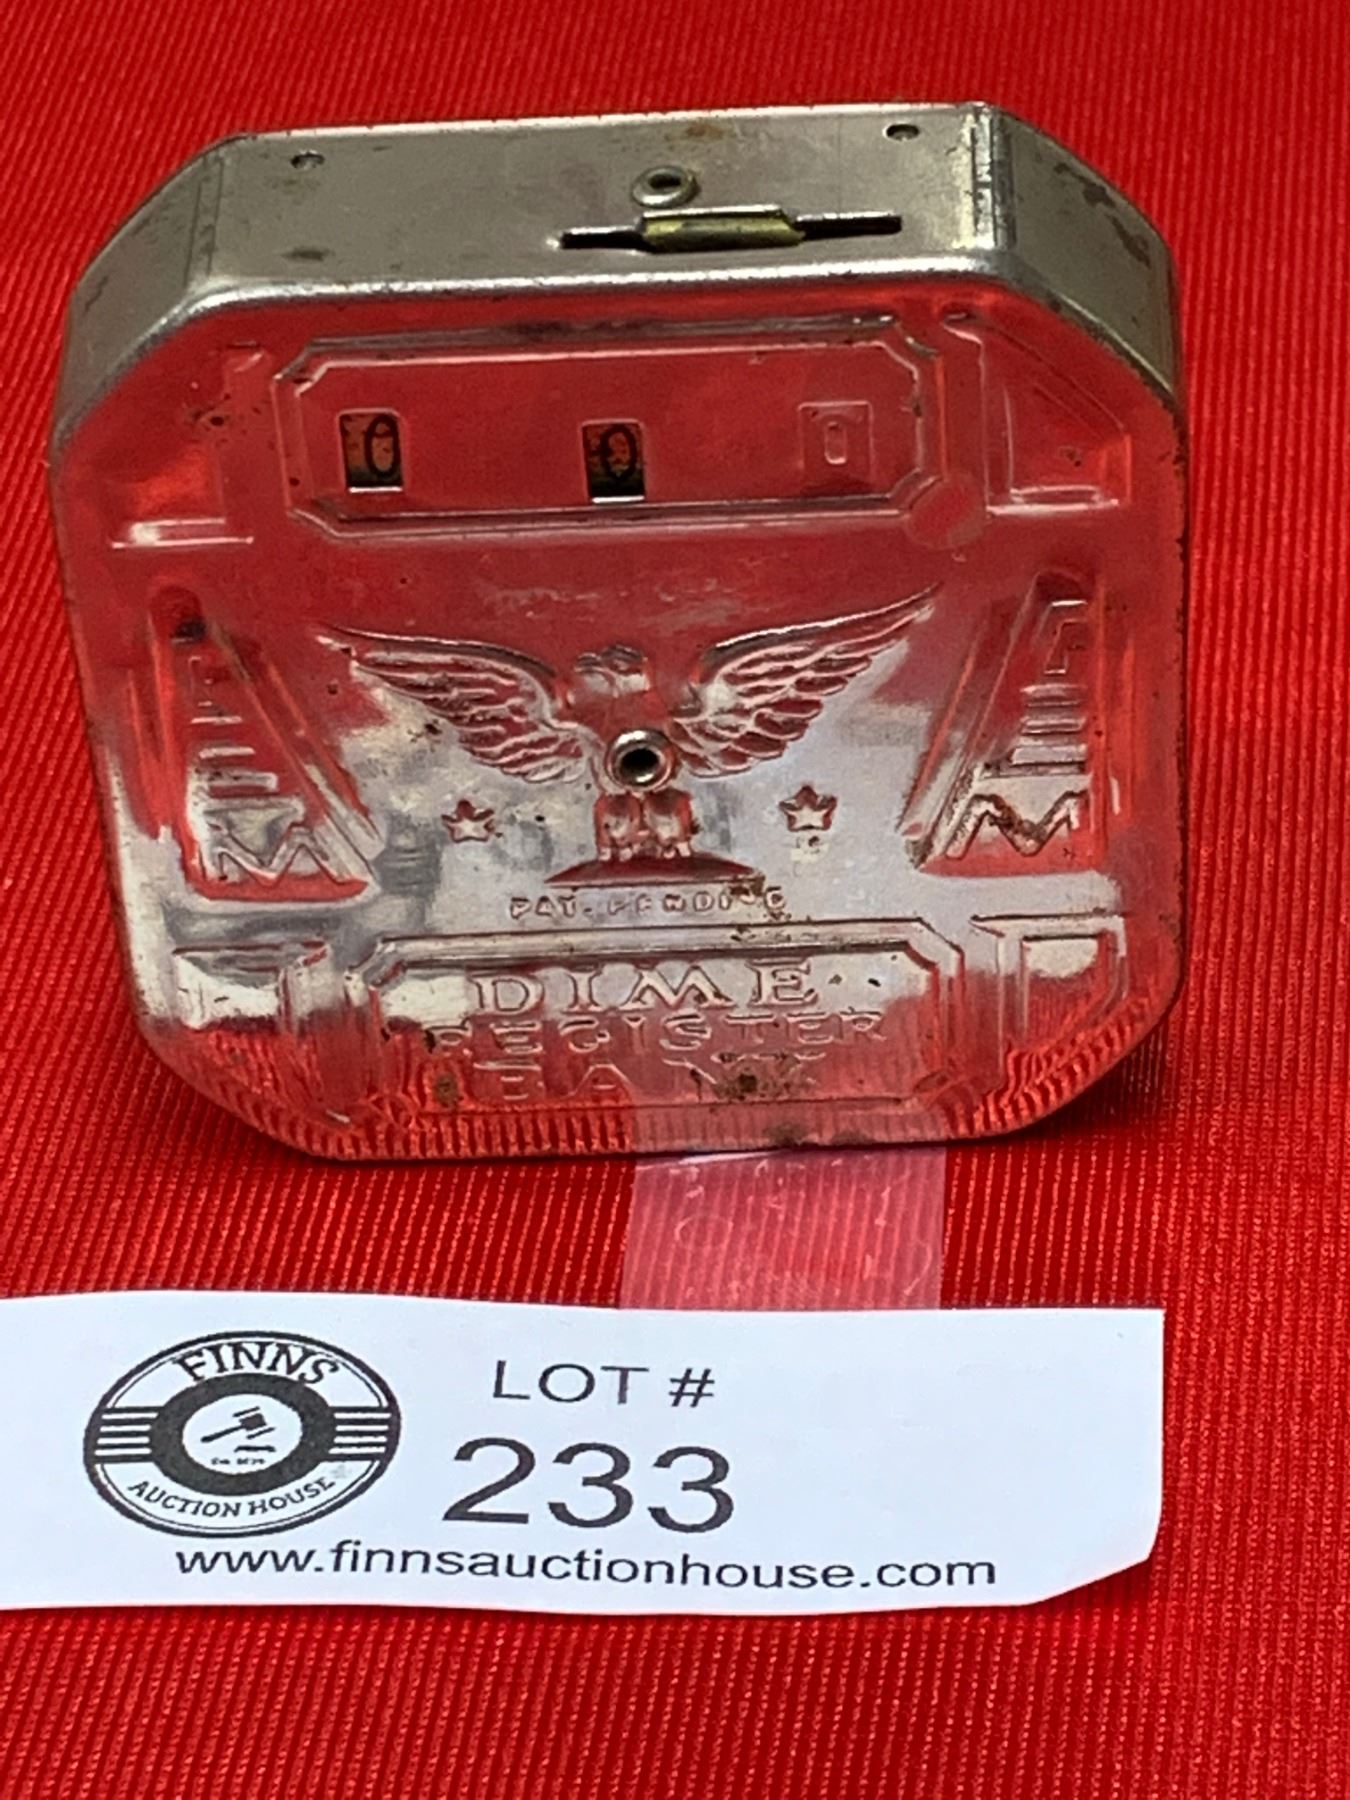 0 0 0
PAT. PENDING
DIME
REGISTER
BANK
FINNS
AUCTION HOUSE
LOT #
233
www.finnsauctionhouse.com